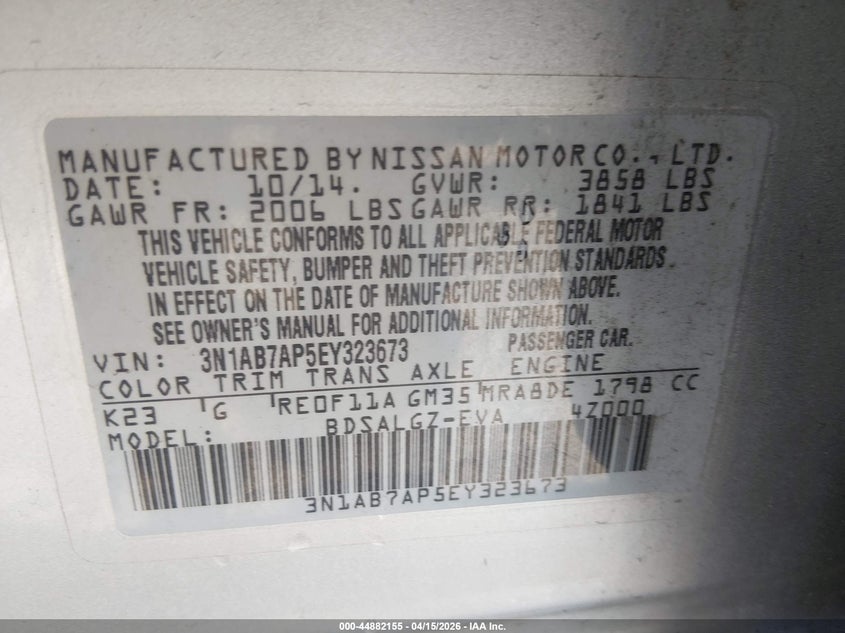 MANUFACTURED BY NISSAN MOTOR CO., LTD.
DATE: 10/14. GVWR: 3858 LBS
GAWR FR: 2006 LBS GAWR RR: 1841 LBS
THIS VEHICLE CONFORMS TO ALL APPLICABLE FEDERAL MOTOR
VEHICLE SAFETY, BUMPER AND THEFT PREVENTION STANDARDS
IN EFFECT ON THE DATE OF MANUFACTURE SHOWN ABOVE.
SEE OWNER'S MANUAL FOR ADDITIONAL INFORMATION.
VIN: 3N1AB7AP5EY323673 PASSENGER CAR.
COLOR TRIM TRANS AXLE ENGINE
K23 G RE0F11A GM35 MRA8DE 1798 CC
MODEL: BDSALGZ-EVA 4Z000
3N1AB7AP5EY323673
000-44882155 - 04/15/2026 - IAA Inc.